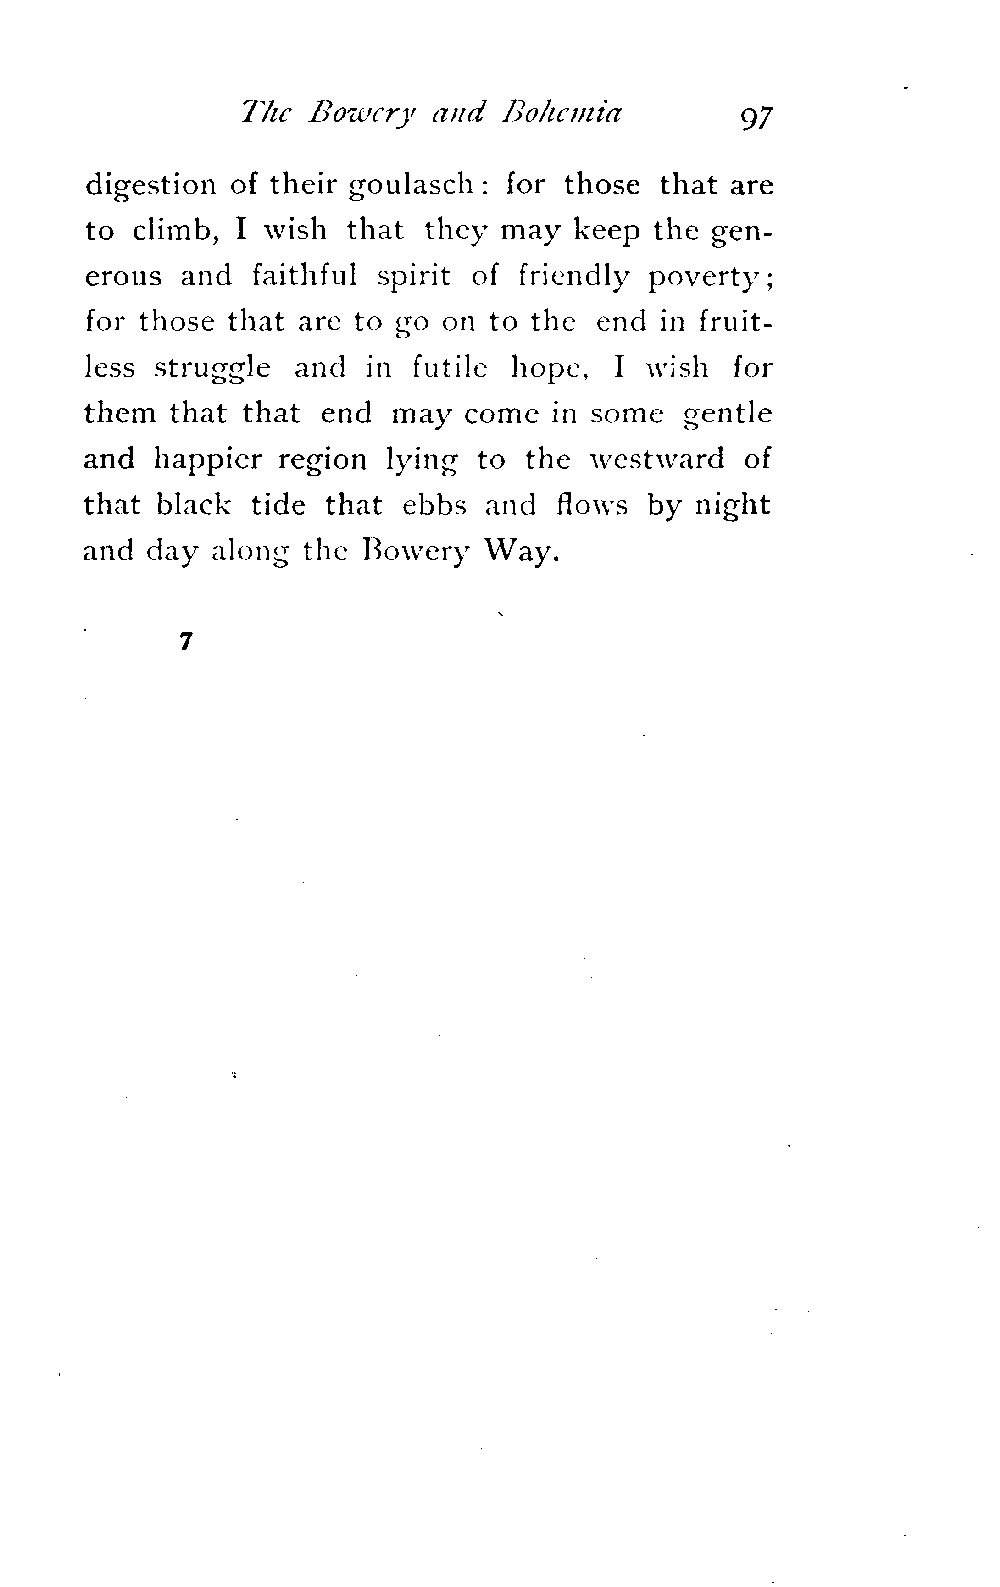 The Bowery and Bohemia 97
digestion of their goulasch: for those that are
to climb, I wish that they may keep the gen-
erous and faithful spirit of friendly poverty;
for those that are to go on to the end in fruit-
less struggle and in futile hope, I wish for
them that that end may come in some gentle
and happier region lying to the westward of
that black tide that ebbs and flows by night
and day along the Bowery Way.
7